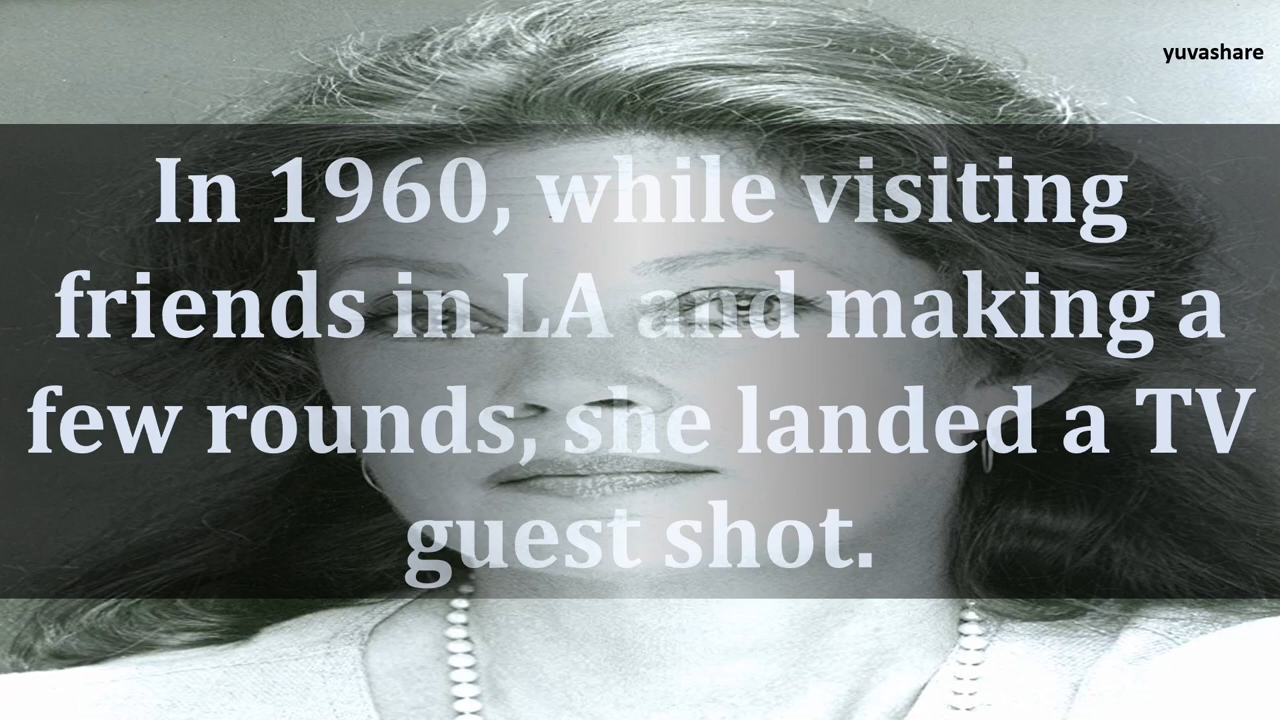 yuvashare
In 1960, while visiting
friends in LA and making a
few rounds, she landed a TV
guest shot.